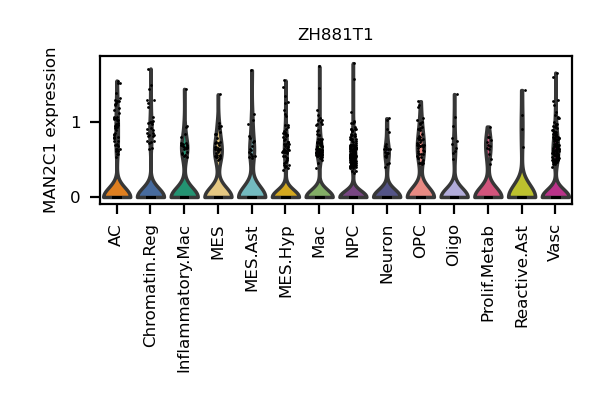 ZH881T1
MAN2C1 expression
1
0
AC
Chromatin.Reg
Inflammatory.Mac
MES
MES.Ast
MES.Hyp
Mac
NPC
Neuron
OPC
Oligo
Prolif.Metab
Reactive.Ast
Vasc